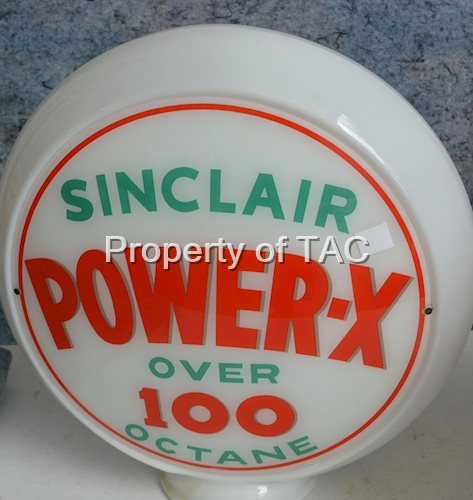 SINCLAIR
Property of TAC
POWER-X
OVER
100
OCTANE